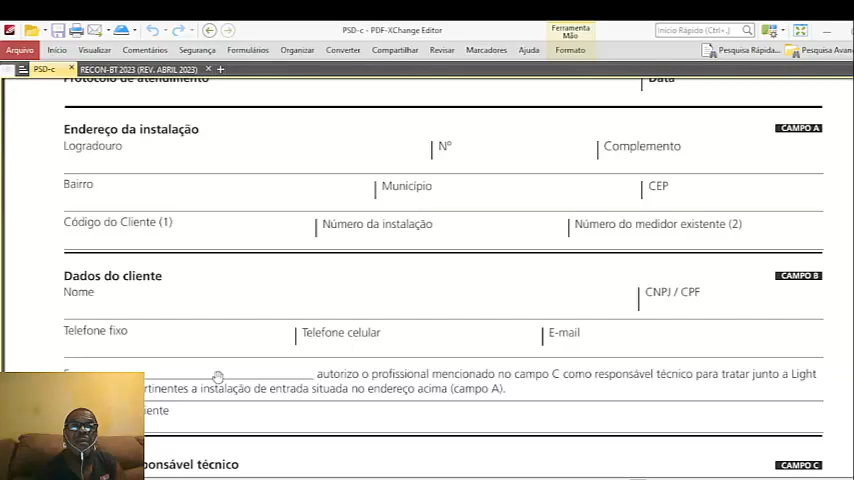 PSD-c - PDF-XChange Editor
Ferramenta
Mão
Início Rápido (Ctrl+,)
Arquivo Início Visualizar Comentários Segurança Formulários Organizar Converter Compartilhar Revisar Marcadores Ajuda Formato Pesquisa Rápida... Pesquisa Avan
PSD-c × RECON-BT 2023 (REV. ABRIL 2023) × +
Protocolo de atendimento Data
Endereço da instalação CAMPO A
Logradouro Nº Complemento
Bairro Município CEP
Código do Cliente (1) Número da instalação Número do medidor existente (2)
Dados do cliente CAMPO B
Nome CNPJ / CPF
Telefone fixo Telefone celular E-mail
autorizo o profissional mencionado no campo C como responsável técnico para tratar junto a Light
rtinentes a instalação de entrada situada no endereço acima (campo A).
iente
ponsável técnico CAMPO C